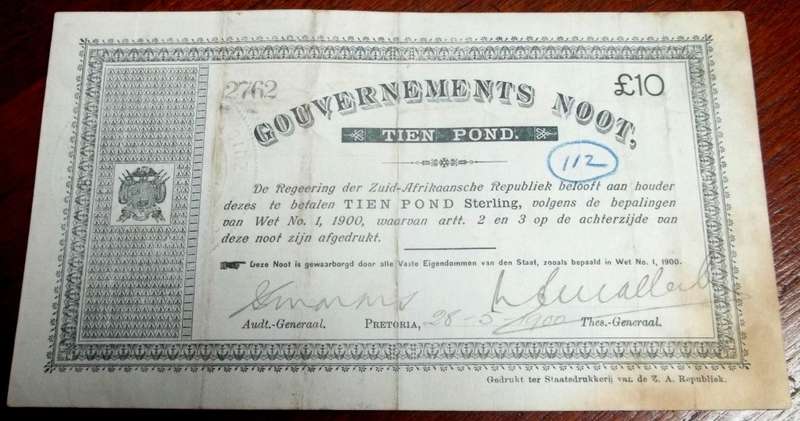 2762
£10
GOUVERNEMENTS NOOT,
TIEN POND.
112
De Regeering der Zuid-Afrikaansche Republiek belooft aan houder
dezes te betalen TIEN POND Sterling, volgens de bepalingen
van Wet No. 1, 1900, waarvan artt. 2 en 3 op de achterzijde van
deze noot zijn afgedrukt.
Deze Noot is gewaarborgd door alle Vaste Eigendommen van den Staat, zooals bepaald in Wet No. 1, 1900.
Audt.-Generaal. PRETORIA, 28-5-1900 Thes.-Generaal.
Gedrukt ter Staatsdrukkerij van de Z. A. Republiek.